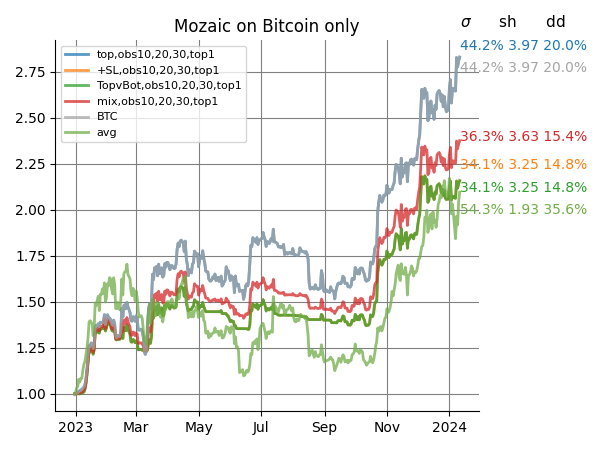 Mozaic on Bitcoin only
σ sh dd
top,obs10,20,30,top1
+SL,obs10,20,30,top1
TopvBot,obs10,20,30,top1
mix,obs10,20,30,top1
BTC
avg
44.2% 3.97 20.0%
44.2% 3.97 20.0%
36.3% 3.63 15.4%
34.1% 3.25 14.8%
34.1% 3.25 14.8%
54.3% 1.93 35.6%
2.75
2.50
2.25
2.00
1.75
1.50
1.25
1.00
2023 Mar May Jul Sep Nov 2024